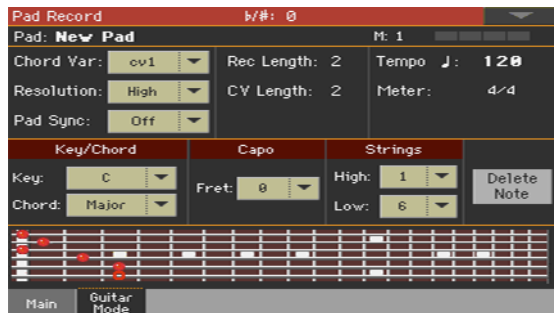 Pad Record ♭/#: 0
Pad: New Pad M: 1
Chord Var: cv1 Rec Length: 2 Tempo ♩: 120
Resolution: High CV Length: 2 Meter: 4/4
Pad Sync: Off
Key/Chord Capo Strings
Key: C Fret: 0 High: 1 Delete Note
Chord: Major Low: 6
Main Guitar Mode